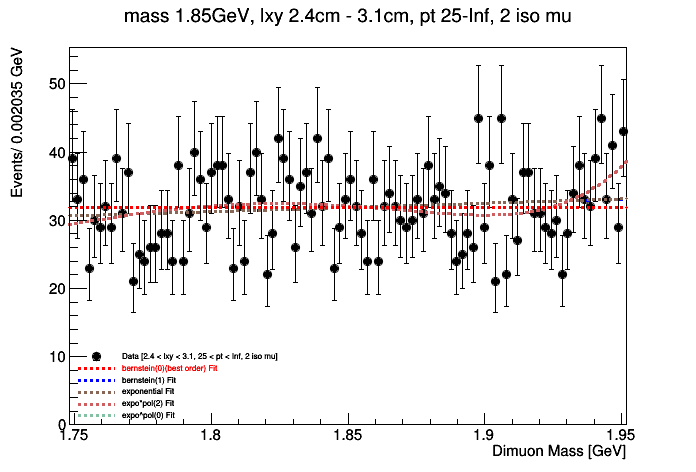 mass 1.85GeV, lxy 2.4cm - 3.1cm, pt 25-Inf, 2 iso mu
Events/ 0.002035 GeV
50
40
30
20
10
0
Data [2.4 < lxy < 3.1, 25 < pt < Inf, 2 iso mu]
bernstein(0)(best order) Fit
bernstein(1) Fit
exponential Fit
expo*pol(2) Fit
expo^pol(0) Fit
1.75 1.8 1.85 1.9 1.95
Dimuon Mass [GeV]